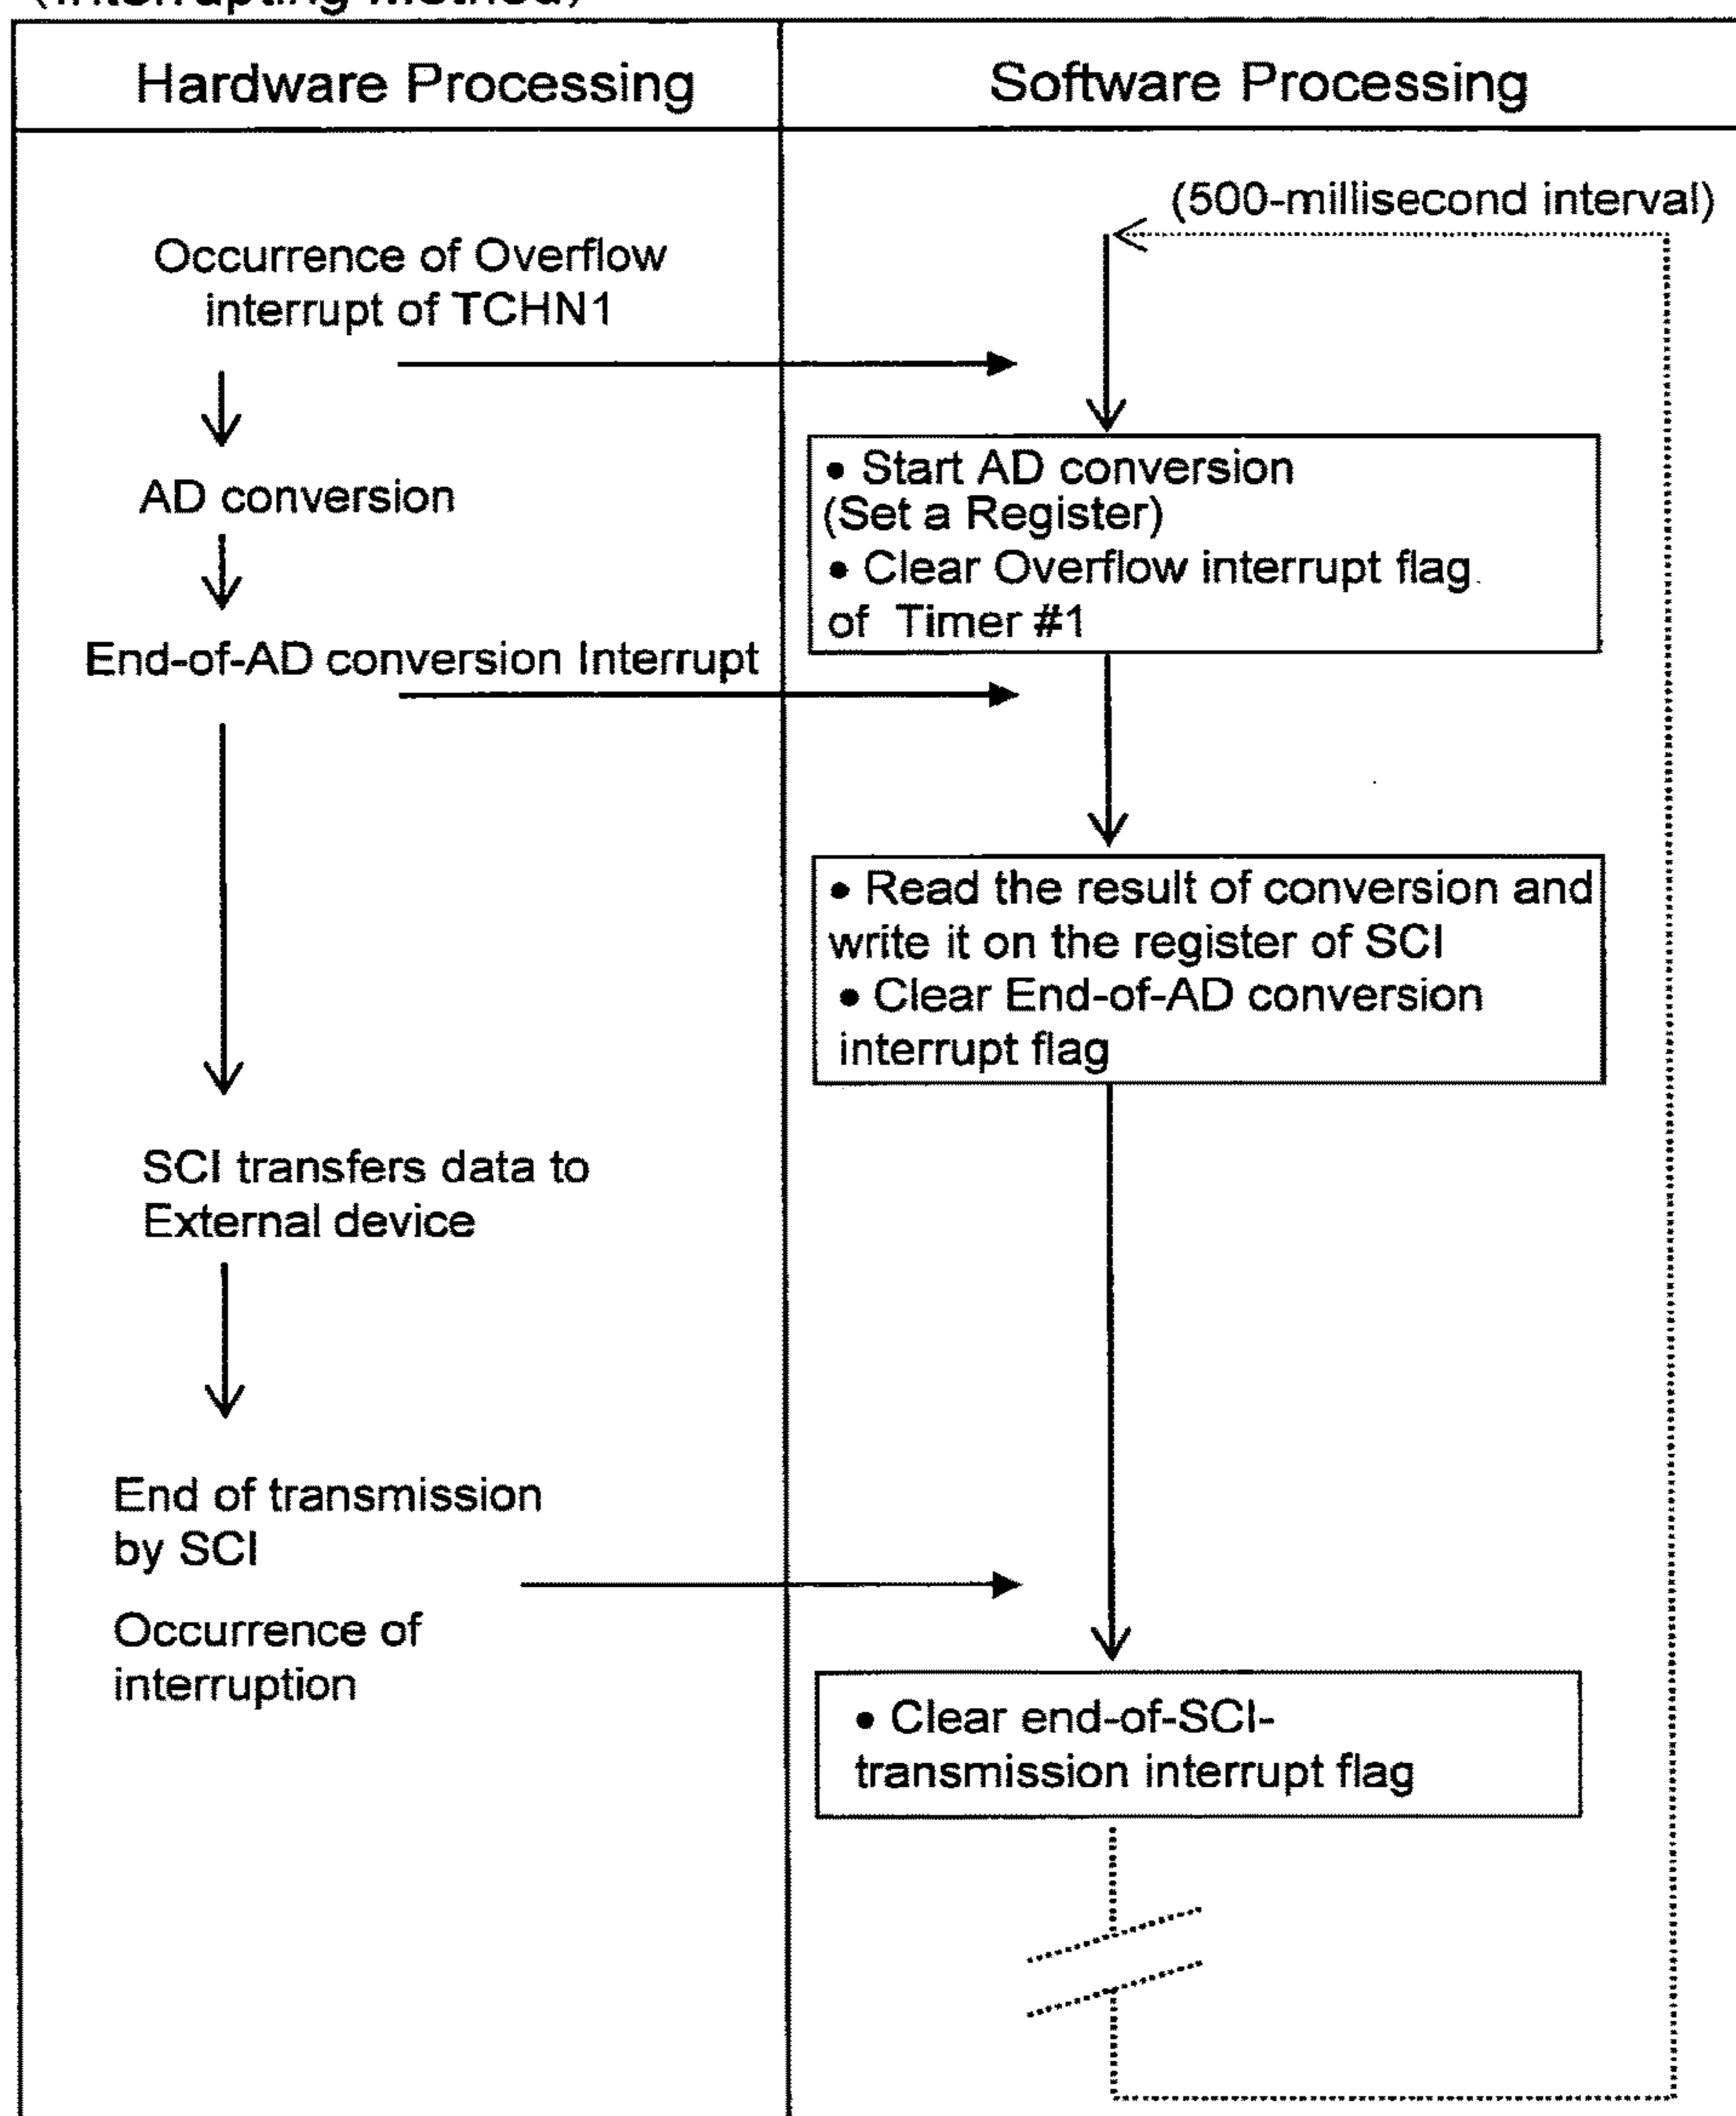 (Interrupting Method)
Hardware Processing
Software Processing
(500-millisecond interval)
Occurrence of Overflow
interrupt of TCHN1
• Start AD conversion
(Set a Register)
• Clear Overflow interrupt flag
of Timer #1
AD conversion
End-of-AD conversion Interrupt
• Read the result of conversion and
write it on the register of SCI
• Clear End-of-AD conversion
interrupt flag
SCI transfers data to
External device
End of transmission
by SCI
Occurrence of
interruption
• Clear end-of-SCI-
transmission interrupt flag